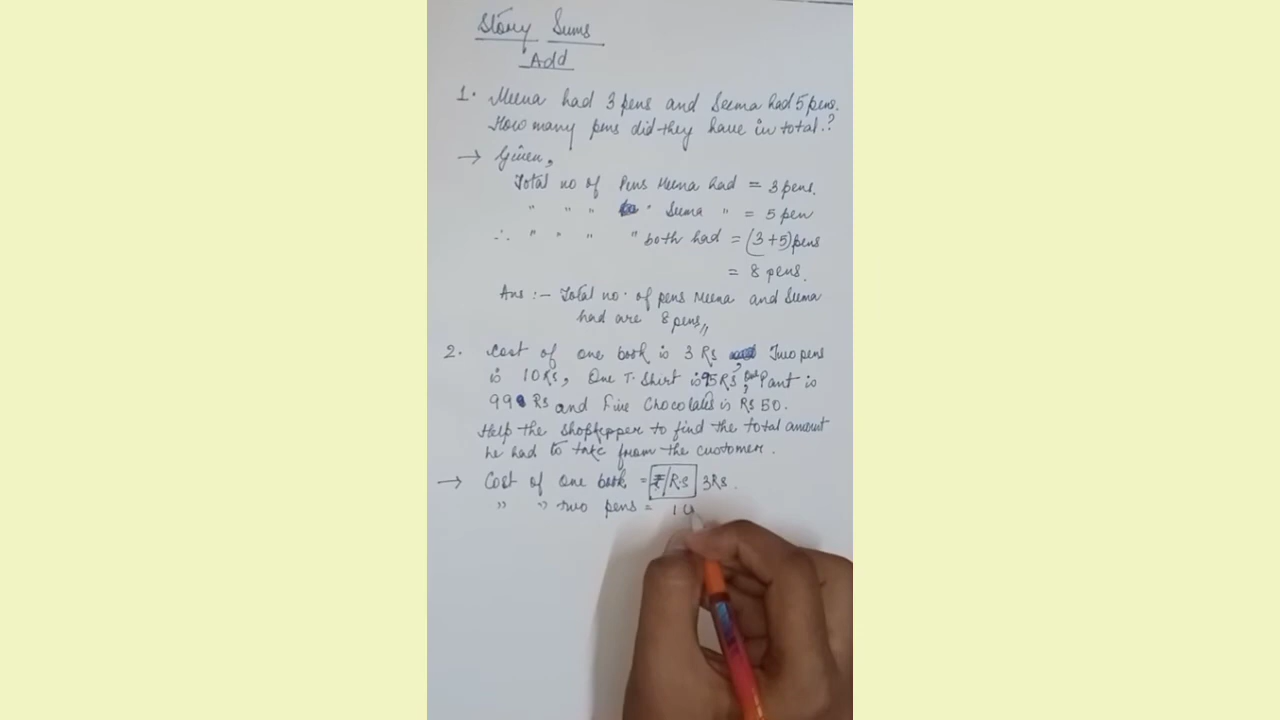 Story Sums
Add
1. Meena had 3 pens and Seema had 5 pens.
How many pens did they have in total.?
→ Given,
Total no of Pens Meena had = 3 pens.
" " " " Seema " = 5 pen
∴ " " " " both had = (3+5) pens
= 8 pens.
Ans :- Total no. of pens Meena and Seema
had are 8 pens,,
2. Cost of one book is 3 Rs, Two pens
is 10 Rs, One T-Shirt is 95 Rs, Pant is
99 Rs and Five Chocolates is Rs 50.
Help the Shopkepper to find the total amount
he had to take from the customer.
→ Cost of one book = ₹/Rs 3Rs.
" " two pens = 10